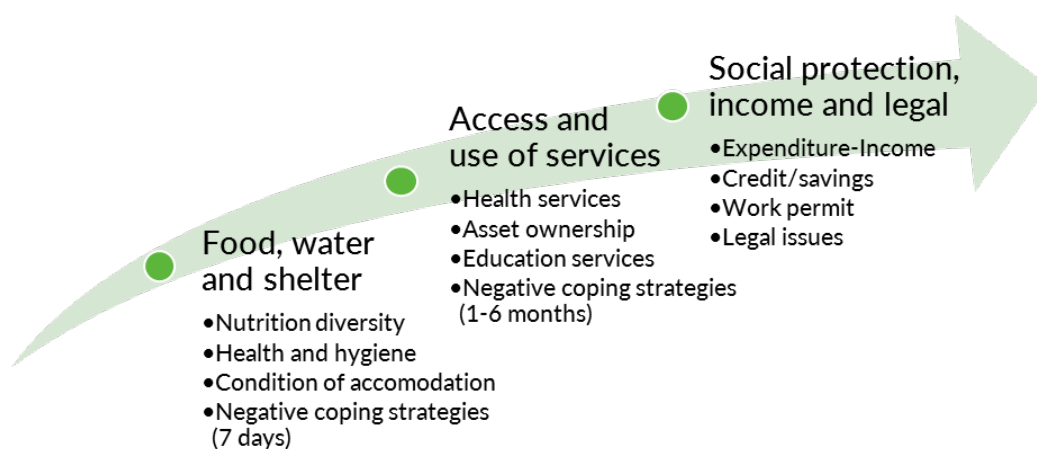 Food, water
and shelter
•Nutrition diversity
•Health and hygiene
•Condition of accomodation
•Negative coping strategies
(7 days)
Access and
use of services
•Health services
•Asset ownership
•Education services
•Negative coping strategies
(1-6 months)
Social protection,
income and legal
•Expenditure-Income
•Credit/savings
•Work permit
•Legal issues